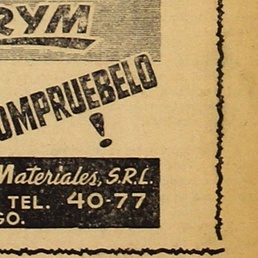 RYM
OMPRUEBELO
!
Materiales, S.R.L.
TEL. 40-77
GO.